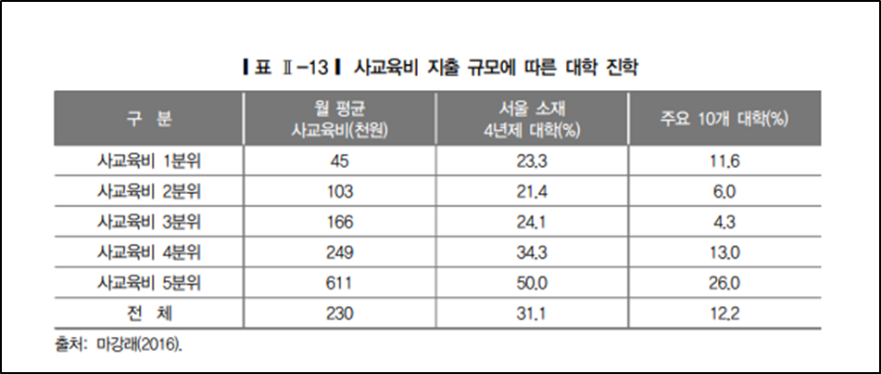 ┃표 Ⅱ-13┃ 사교육비 지출 규모에 따른 대학 진학
구 분 월 평균 사교육비(천원) 서울 소재 4년제 대학(%) 주요 10개 대학(%)
사교육비 1분위 45 23.3 11.6
사교육비 2분위 103 21.4 6.0
사교육비 3분위 166 24.1 4.3
사교육비 4분위 249 34.3 13.0
사교육비 5분위 611 50.0 26.0
전 체 230 31.1 12.2
출처: 마강래(2016).